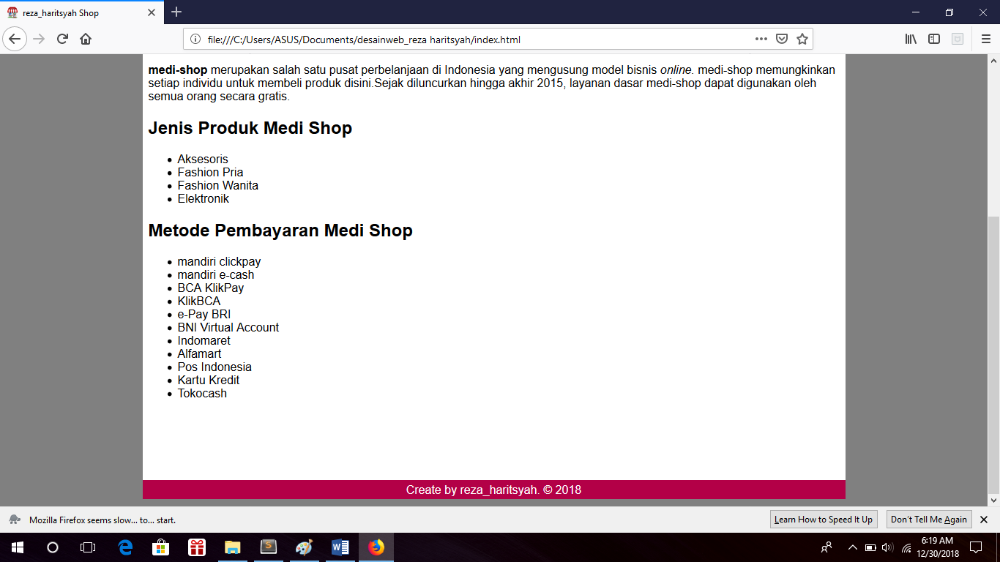 reza_haritsyah Shop
file:///C:/Users/ASUS/Documents/desainweb_reza haritsyah/index.html
medi-shop merupakan salah satu pusat perbelanjaan di Indonesia yang mengusung model bisnis online. medi-shop memungkinkan
setiap individu untuk membeli produk disini.Sejak diluncurkan hingga akhir 2015, layanan dasar medi-shop dapat digunakan oleh
semua orang secara gratis.
Jenis Produk Medi Shop
• Aksesoris
• Fashion Pria
• Fashion Wanita
• Elektronik
Metode Pembayaran Medi Shop
• mandiri clickpay
• mandiri e-cash
• BCA KlikPay
• KlikBCA
• e-Pay BRI
• BNI Virtual Account
• Indomaret
• Alfamart
• Pos Indonesia
• Kartu Kredit
• Tokocash
Create by reza_haritsyah. © 2018
Mozilla Firefox seems slow... to... start.
Learn How to Speed It Up
Don't Tell Me Again
6:19 AM
12/30/2018